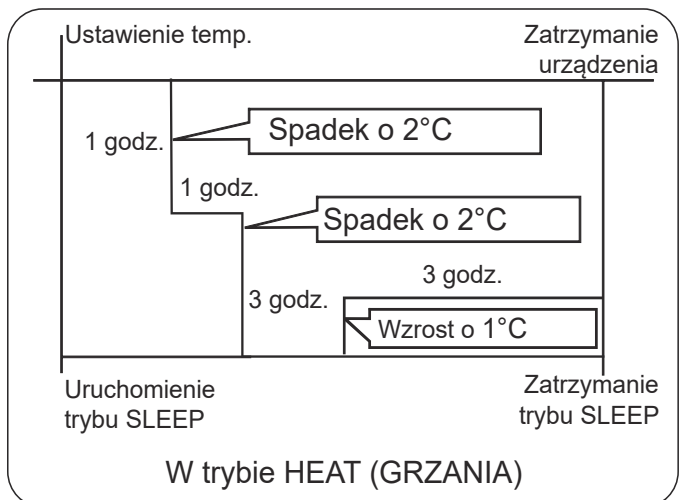 Ustawienie temp.
Zatrzymanie
urządzenia
1 godz.
Spadek o 2°C
1 godz.
Spadek o 2°C
3 godz.
3 godz.
Wzrost o 1°C
Uruchomienie
trybu SLEEP
Zatrzymanie
trybu SLEEP
W trybie HEAT (GRZANIA)